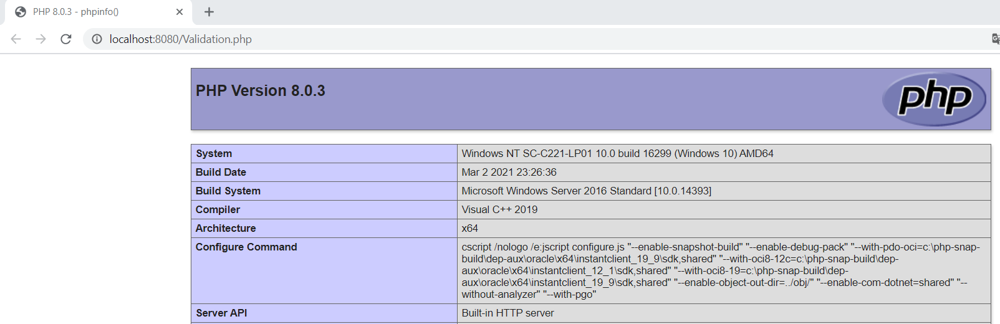 PHP 8.0.3 - phpinfo()
localhost:8080/Validation.php
PHP Version 8.0.3
php
System Windows NT SC-C221-LP01 10.0 build 16299 (Windows 10) AMD64
Build Date Mar 2 2021 23:26:36
Build System Microsoft Windows Server 2016 Standard [10.0.14393]
Compiler Visual C++ 2019
Architecture x64
Configure Command cscript /nologo /e:jscript configure.js "--enable-snapshot-build" "--enable-debug-pack" "--with-pdo-oci=c:\php-snap-
build\dep-aux\oracle\x64\instantclient_19_9\sdk,shared" "--with-oci8-12c=c:\php-snap-build\dep-
aux\oracle\x64\instantclient_12_1\sdk,shared" "--with-oci8-19=c:\php-snap-build\dep-
aux\oracle\x64\instantclient_19_9\sdk,shared" "--enable-object-out-dir=../obj/" "--enable-com-dotnet=shared" "--
without-analyzer" "--with-pgo"
Server API Built-in HTTP server